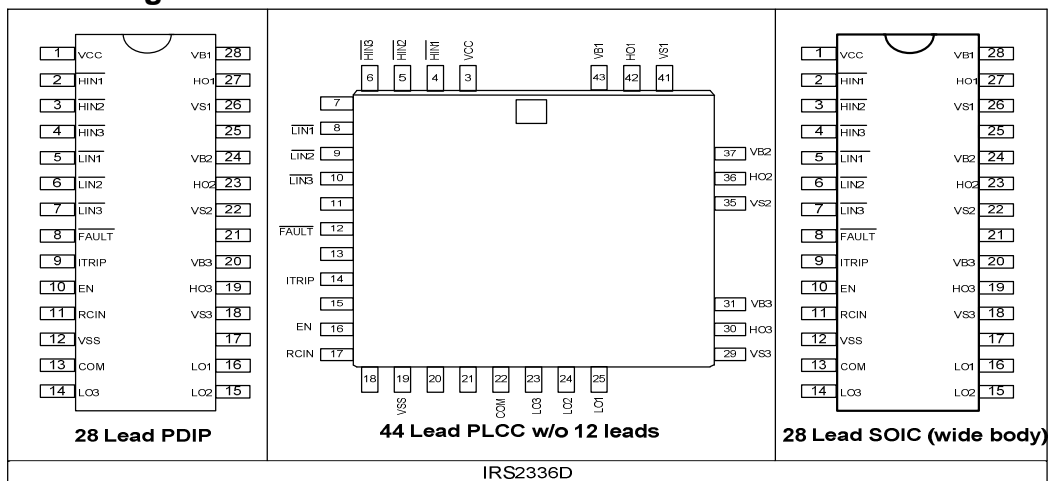 1 VCC VB1 28
2 HIN1 HO1 27
3 HIN2 VS1 26
4 HIN3 25
5 LIN1 VB2 24
6 LIN2 HO2 23
7 LIN3 VS2 22
8 FAULT 21
9 ITRIP VB3 20
10 EN HO3 19
11 RCIN VS3 18
12 VSS 17
13 COM LO1 16
14 LO3 LO2 15
28 Lead PDIP
HIN3 HIN2 HIN1 VCC VB1 HO1 VS1
6 5 4 3 43 42 41
7
LIN1 8
LIN2 9 37 VB2
LIN3 10 36 HO2
11 35 VS2
FAULT 12
13
ITRIP 14
15 31 VB3
EN 16 30 HO3
RCIN 17 29 VS3
18 19 20 21 22 23 24 25
VSS COM LO3 LO2 LO1
44 Lead PLCC w/o 12 leads
1 VCC VB1 28
2 HIN1 HO1 27
3 HIN2 VS1 26
4 HIN3 25
5 LIN1 VB2 24
6 LIN2 HO2 23
7 LIN3 VS2 22
8 FAULT 21
9 ITRIP VB3 20
10 EN HO3 19
11 RCIN VS3 18
12 VSS 17
13 COM LO1 16
14 LO3 LO2 15
28 Lead SOIC (wide body)
IRS2336D